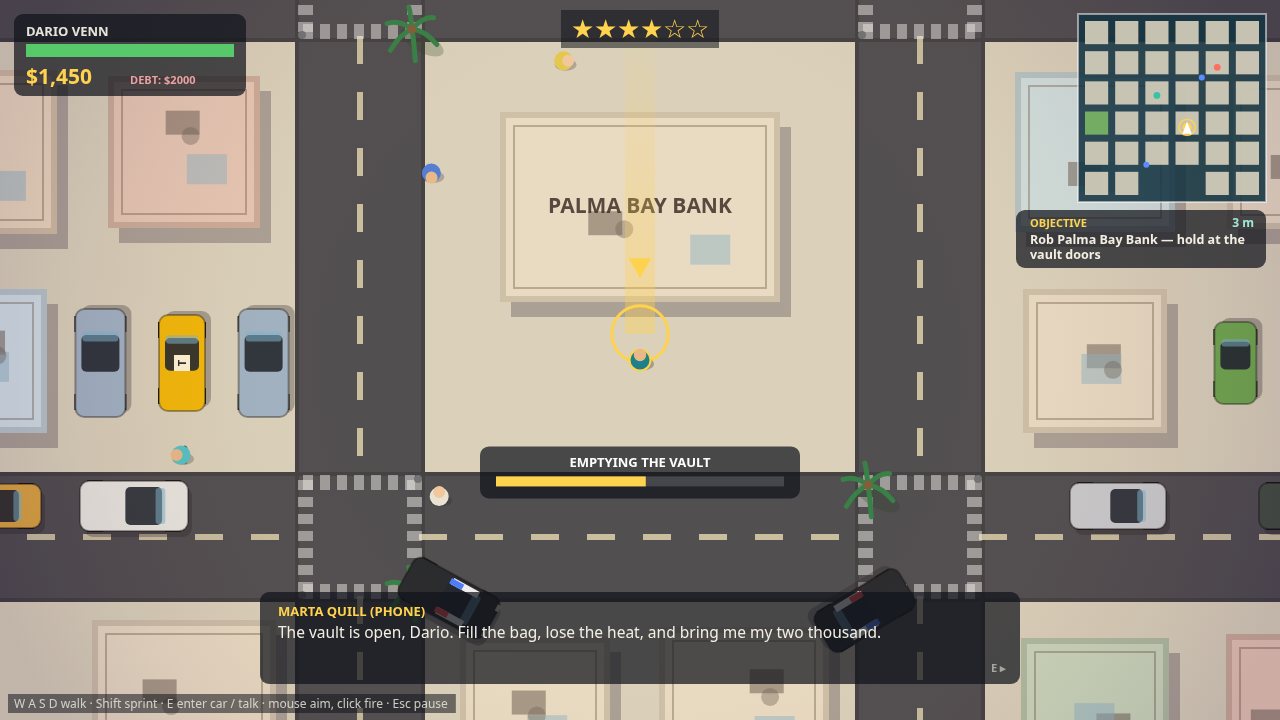 DARIO VENN
$1,450 DEBT: $2000
★★★★☆☆
OBJECTIVE 3 m
Rob Palma Bay Bank — hold at the
vault doors
PALMA BAY BANK
T
EMPTYING THE VAULT
MARTA QUILL (PHONE)
The vault is open, Dario. Fill the bag, lose the heat, and bring me my two thousand.
E ▸
W A S D walk · Shift sprint · E enter car / talk · mouse aim, click fire · Esc pause